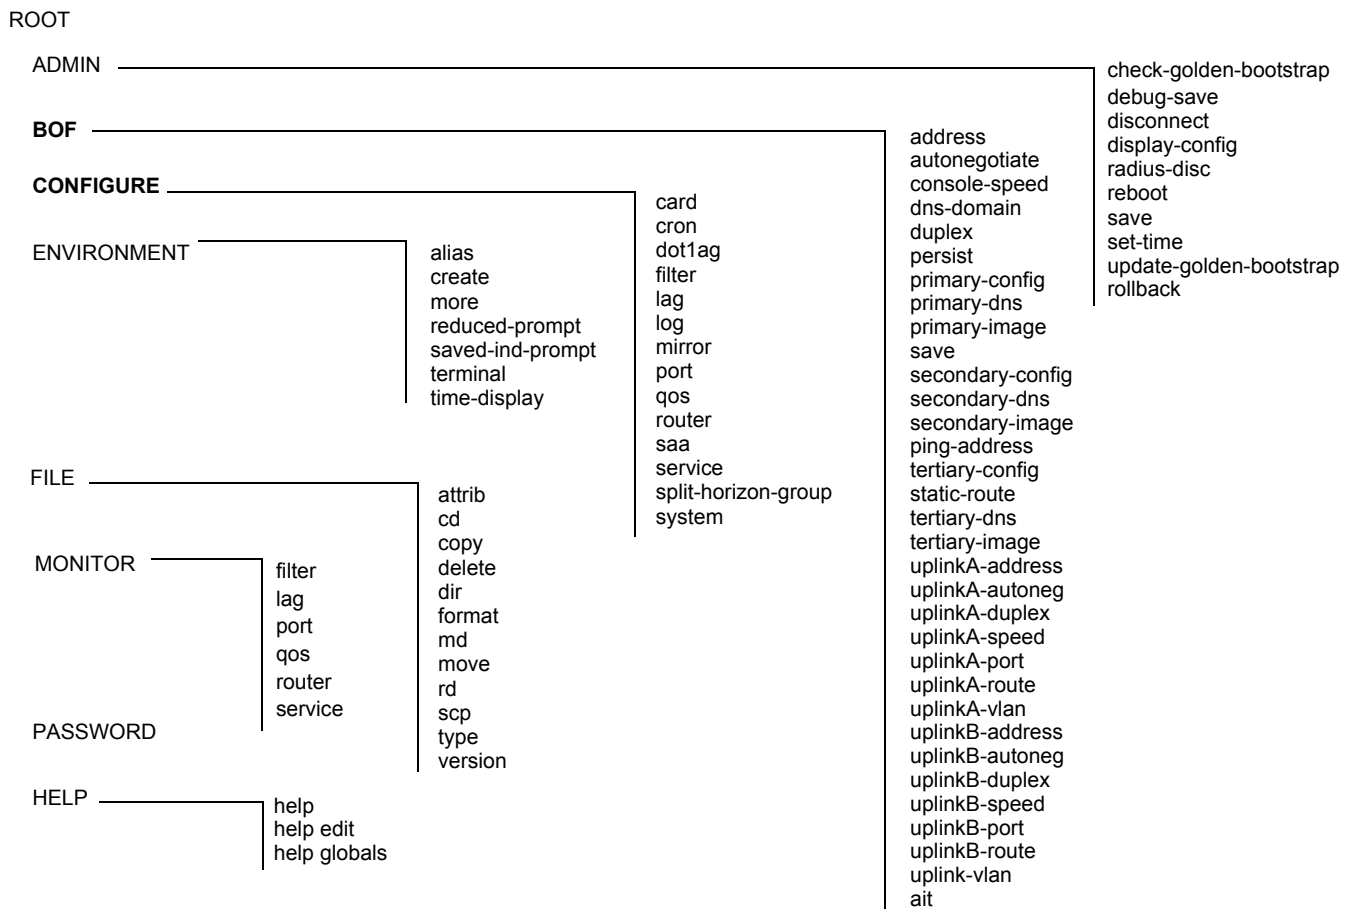 ROOT
ADMIN
check-golden-bootstrap
debug-save
disconnect
display-config
radius-disc
reboot
save
set-time
update-golden-bootstrap
rollback
BOF
address
autonegotiate
console-speed
dns-domain
duplex
persist
primary-config
primary-dns
primary-image
save
secondary-config
secondary-dns
secondary-image
ping-address
tertiary-config
static-route
tertiary-dns
tertiary-image
uplinkA-address
uplinkA-autoneg
uplinkA-duplex
uplinkA-speed
uplinkA-port
uplinkA-route
uplinkA-vlan
uplinkB-address
uplinkB-autoneg
uplinkB-duplex
uplinkB-speed
uplinkB-port
uplinkB-route
uplink-vlan
ait
CONFIGURE
card
cron
dot1ag
filter
lag
log
mirror
port
qos
router
saa
service
split-horizon-group
system
ENVIRONMENT
alias
create
more
reduced-prompt
saved-ind-prompt
terminal
time-display
FILE
attrib
cd
copy
delete
dir
format
md
move
rd
scp
type
version
MONITOR
filter
lag
port
qos
router
service
PASSWORD
HELP
help
help edit
help globals